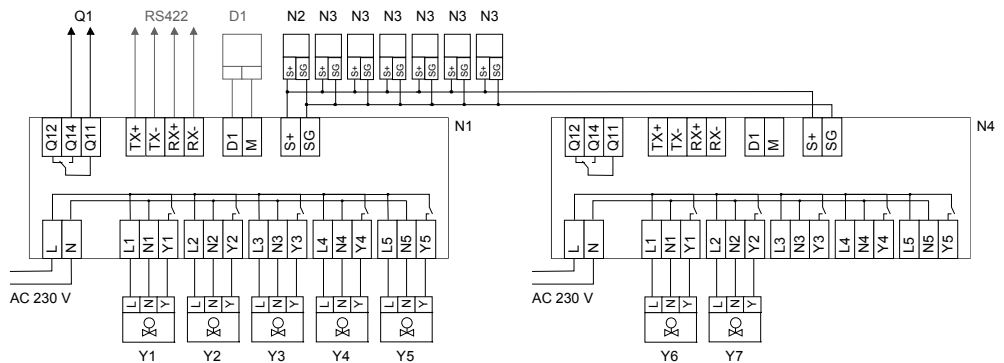 Q1 RS422 D1 N2 N3 N3 N3 N3 N3 N3
S+ SG S+ SG S+ SG S+ SG S+ SG S+ SG S+ SG
N1 N4
Q12 Q14 Q11 TX+ TX- RX+ RX- D1 M S+ SG Q12 Q14 Q11 TX+ TX- RX+ RX- D1 M S+ SG
L N L1 N1 Y1 L2 N2 Y2 L3 N3 Y3 L4 N4 Y4 L5 N5 Y5 L N L1 N1 Y1 L2 N2 Y2 L3 N3 Y3 L4 N4 Y4 L5 N5 Y5
AC 230 V L N Y L N Y L N Y L N Y L N Y AC 230 V L N Y L N Y
Y1 Y2 Y3 Y4 Y5 Y6 Y7